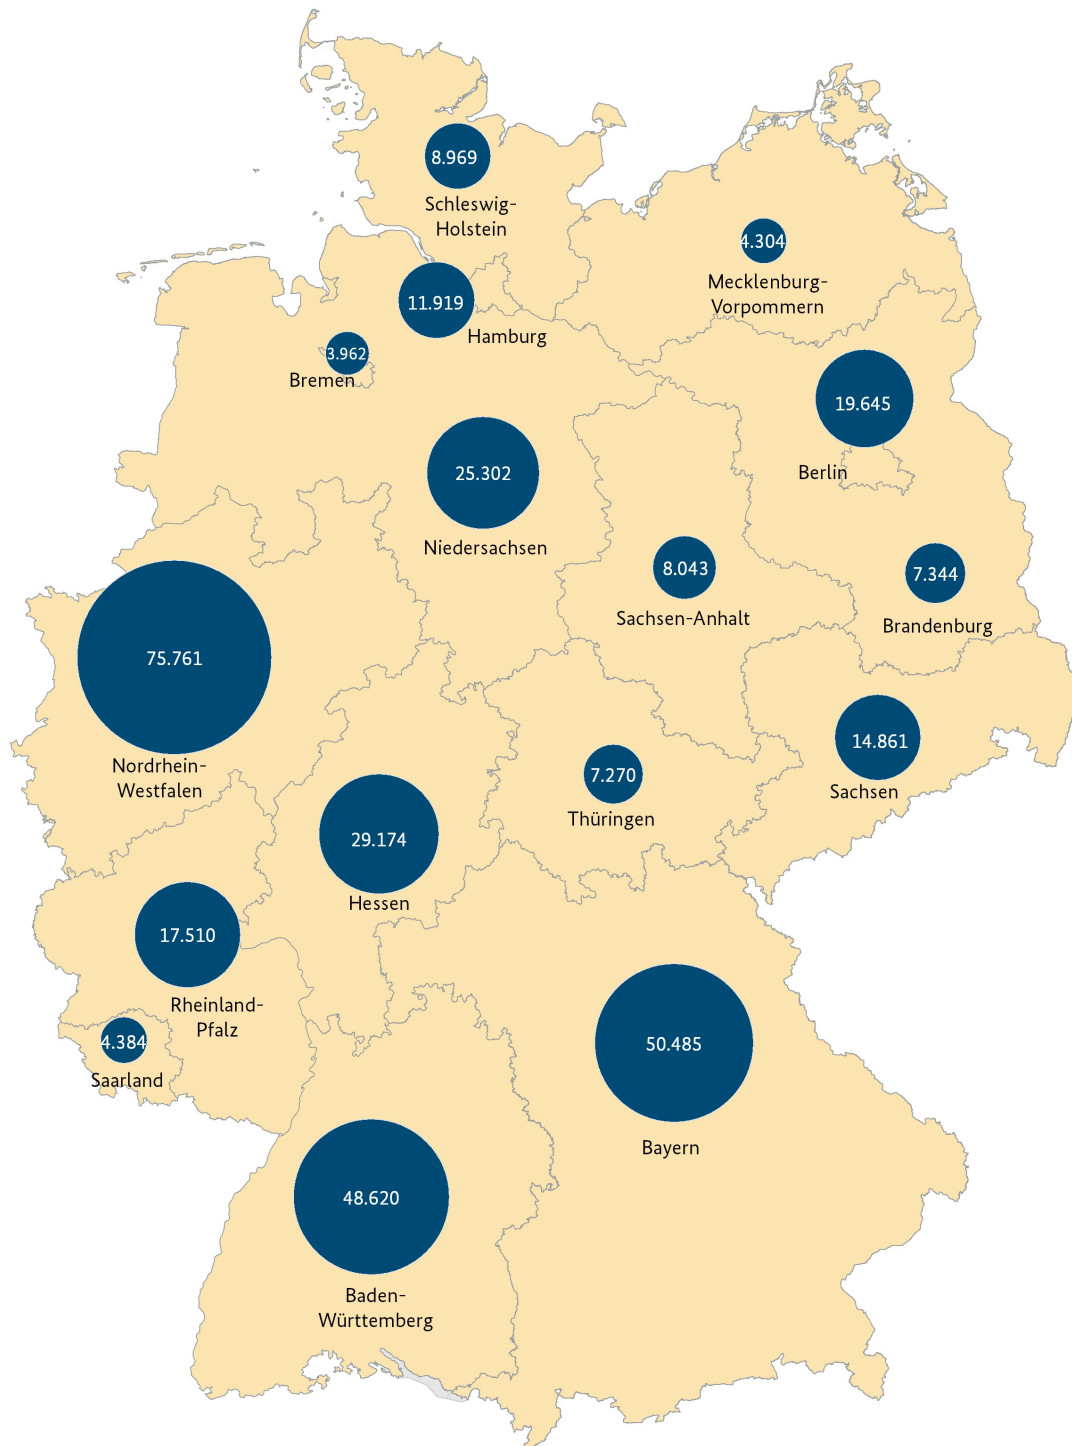 8.969
Schleswig-
Holstein
4.304
Mecklenburg-
Vorpommern
11.919
Hamburg
3.962
Bremen
19.645
Berlin
25.302
Niedersachsen
8.043
Sachsen-Anhalt
7.344
Brandenburg
75.761
Nordrhein-
Westfalen
14.861
Sachsen
7.270
Thüringen
29.174
Hessen
17.510
Rheinland-
Pfalz
4.384
Saarland
50.485
Bayern
48.620
Baden-
Württemberg